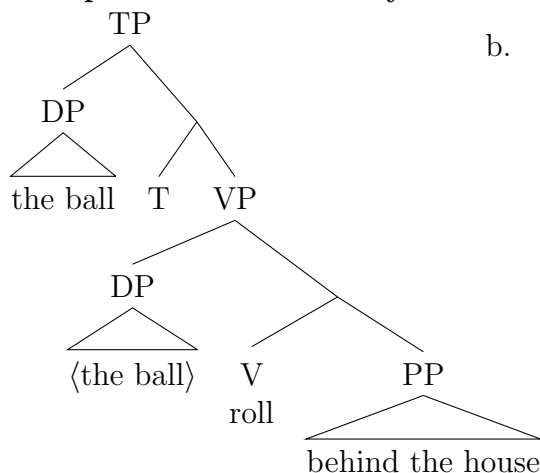 TP
b.
DP
the ball T VP
DP
⟨the ball⟩ V PP
roll
behind the house